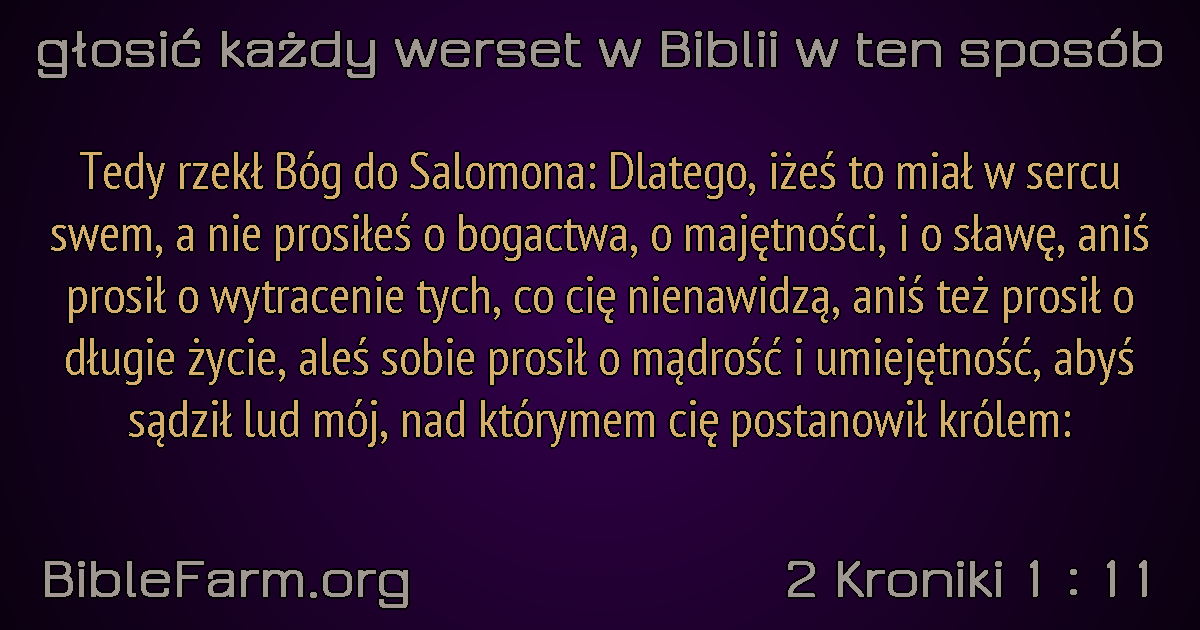 głosić każdy werset w Biblii w ten sposób
Tedy rzekł Bóg do Salomona: Dlatego, iżeś to miał w sercu
swem, a nie prosiłeś o bogactwa, o majętności, i o sławę, aniś
prosił o wytracenie tych, co cię nienawidzą, aniś też prosił o
długie życie, aleś sobie prosił o mądrość i umiejętność, abyś
sądził lud mój, nad którymem cię postanowił królem:
BibleFarm.org
2 Kroniki 1 : 11